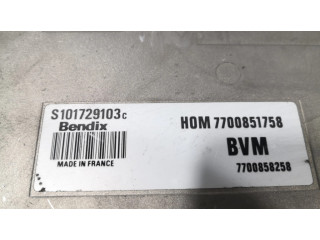 S101729103c HOM 7700851758
Bendix
BVM
MADE IN FRANCE
7700858258